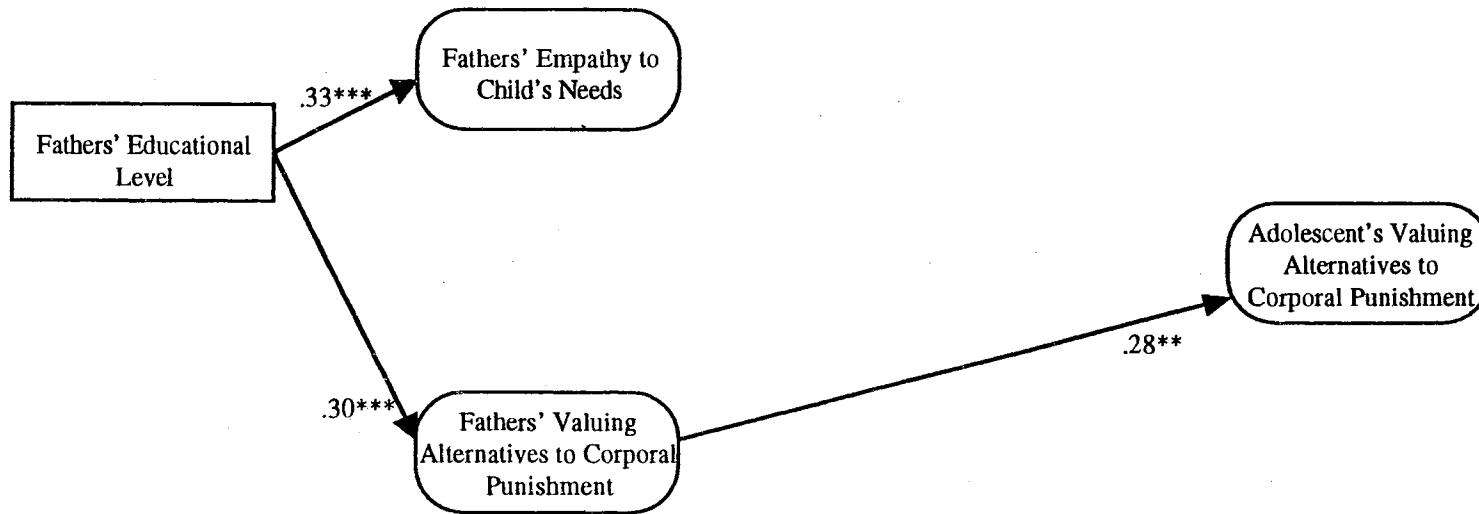 Fathers' Empathy to
Child's Needs
.33***
Fathers' Educational
Level
Adolescent's Valuing
Alternatives to
Corporal Punishment
.28**
.30***
Fathers' Valuing
Alternatives to Corporal
Punishment